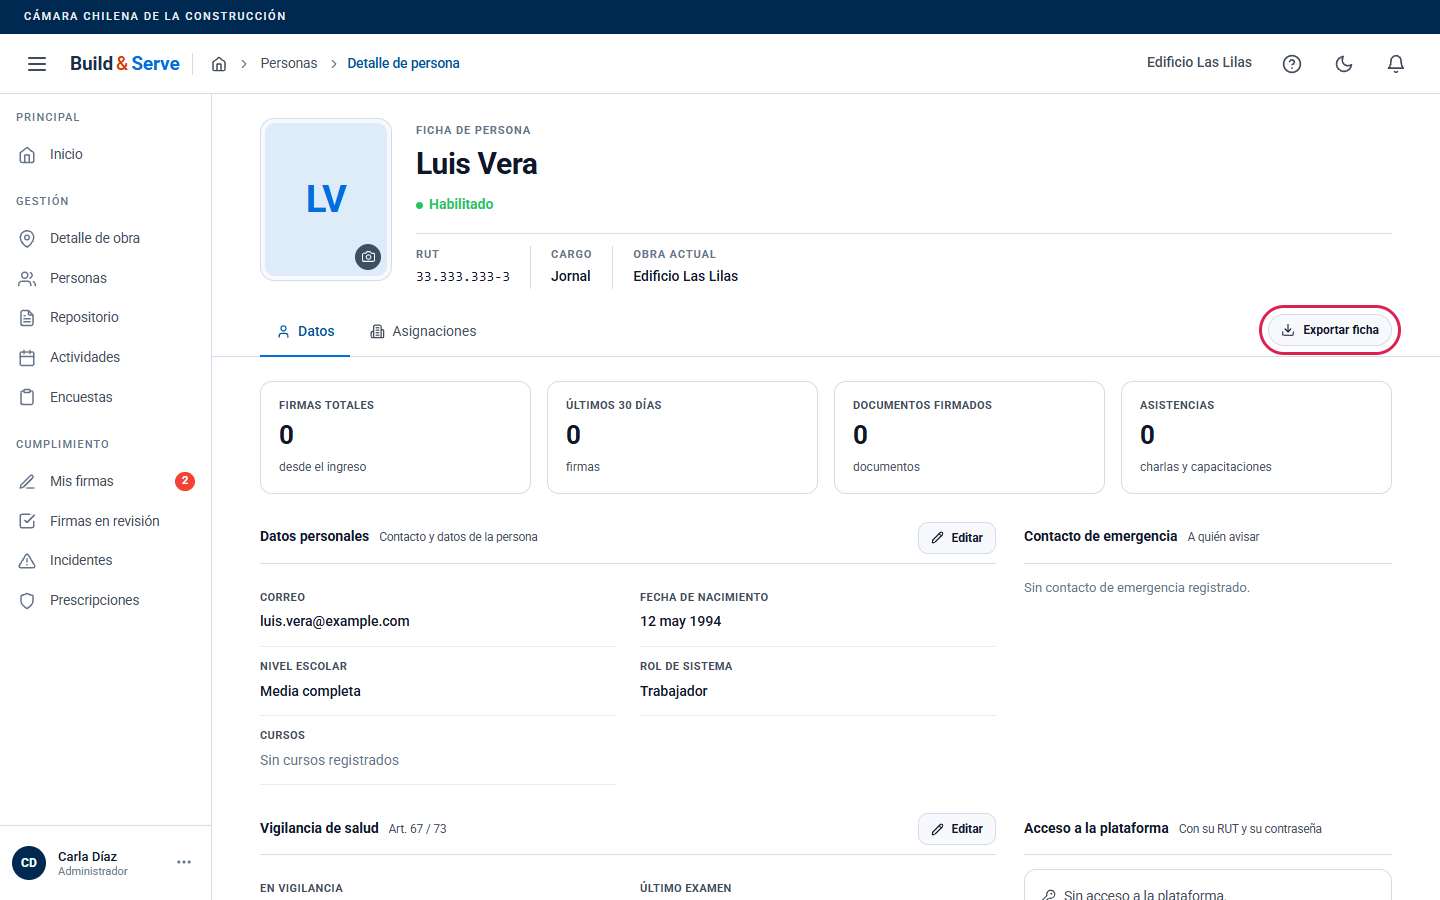 CÁMARA CHILENA DE LA CONSTRUCCIÓN
Build & Serve
Personas
Detalle de persona
Edificio Las Lilas
PRINCIPAL
Inicio
GESTIÓN
Detalle de obra
Personas
Repositorio
Actividades
Encuestas
CUMPLIMIENTO
Mis firmas
2
Firmas en revisión
Incidentes
Prescripciones
CD
Carla Díaz
Administrador
LV
FICHA DE PERSONA
Luis Vera
Habilitado
RUT
33.333.333-3
CARGO
Jornal
OBRA ACTUAL
Edificio Las Lilas
Datos
Asignaciones
Exportar ficha
FIRMAS TOTALES
0
desde el ingreso
ÚLTIMOS 30 DÍAS
0
firmas
DOCUMENTOS FIRMADOS
0
documentos
ASISTENCIAS
0
charlas y capacitaciones
Datos personales Contacto y datos de la persona
Editar
CORREO
luis.vera@example.com
FECHA DE NACIMIENTO
12 may 1994
NIVEL ESCOLAR
Media completa
ROL DE SISTEMA
Trabajador
CURSOS
Sin cursos registrados
Contacto de emergencia A quién avisar
Sin contacto de emergencia registrado.
Vigilancia de salud Art. 67 / 73
Editar
EN VIGILANCIA
ÚLTIMO EXAMEN
Acceso a la plataforma Con su RUT y su contraseña
Sin acceso a la plataforma.